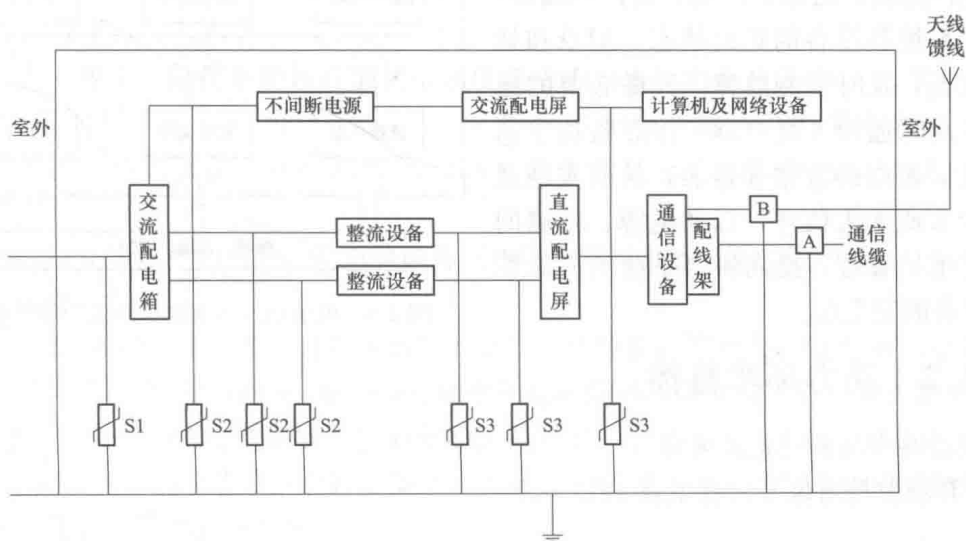 天线
馈线
室外
不间断电源
交流配电屏
计算机及网络设备
室外
交流配电箱
整流设备
整流设备
直流配电屏
通信设备
配线架
B
A
通信
线缆
S1
S2
S2
S2
S3
S3
S3